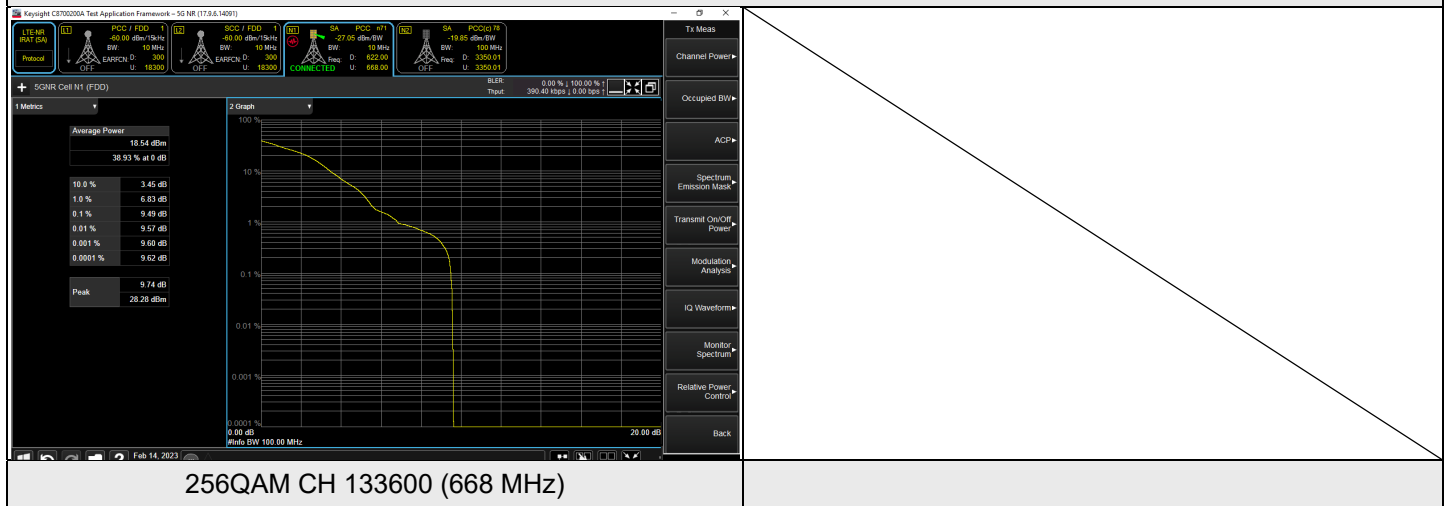 Keysight C8700200A Test Application Framework – 5G NR (17.9.6.14091)
LTE-NR
IRAT (SA)
Protocol
L1
PCC / FDD 1
-60.00 dBm/15kHz
BW: 10 MHz
EARFCN: D: 300
U: 18300
OFF
L2
SCC / FDD 1
-60.00 dBm/15kHz
BW: 10 MHz
EARFCN: D: 300
U: 18300
OFF
N1
SA PCC n71
-27.05 dBm/BW
BW: 10 MHz
Freq: D: 622.00
U: 668.00
CONNECTED
N2
SA PCC(c) 78
-19.85 dBm/BW
BW: 100 MHz
Freq: D: 3350.01
U: 3350.01
OFF
5GNR Cell N1 (FDD)
BLER: 0.00 % ↓ 100.00 % ↑
Thput: 390.40 kbps ↓ 0.00 bps ↑
1 Metrics
Average Power
18.54 dBm
38.93 % at 0 dB
10.0 % 3.45 dB
1.0 % 6.83 dB
0.1 % 9.49 dB
0.01 % 9.57 dB
0.001 % 9.60 dB
0.0001 % 9.62 dB
Peak 9.74 dB
28.28 dBm
2 Graph
100 %
10 %
1 %
0.1 %
0.01 %
0.001 %
0.0001 %
0.00 dB 20.00 dB
#Info BW 100.00 MHz
Tx Meas
Channel Power
Occupied BW
ACP
Spectrum
Emission Mask
Transmit On/Off
Power
Modulation
Analysis
IQ Waveform
Monitor
Spectrum
Relative Power
Control
Back
Feb 14, 2023
256QAM CH 133600 (668 MHz)